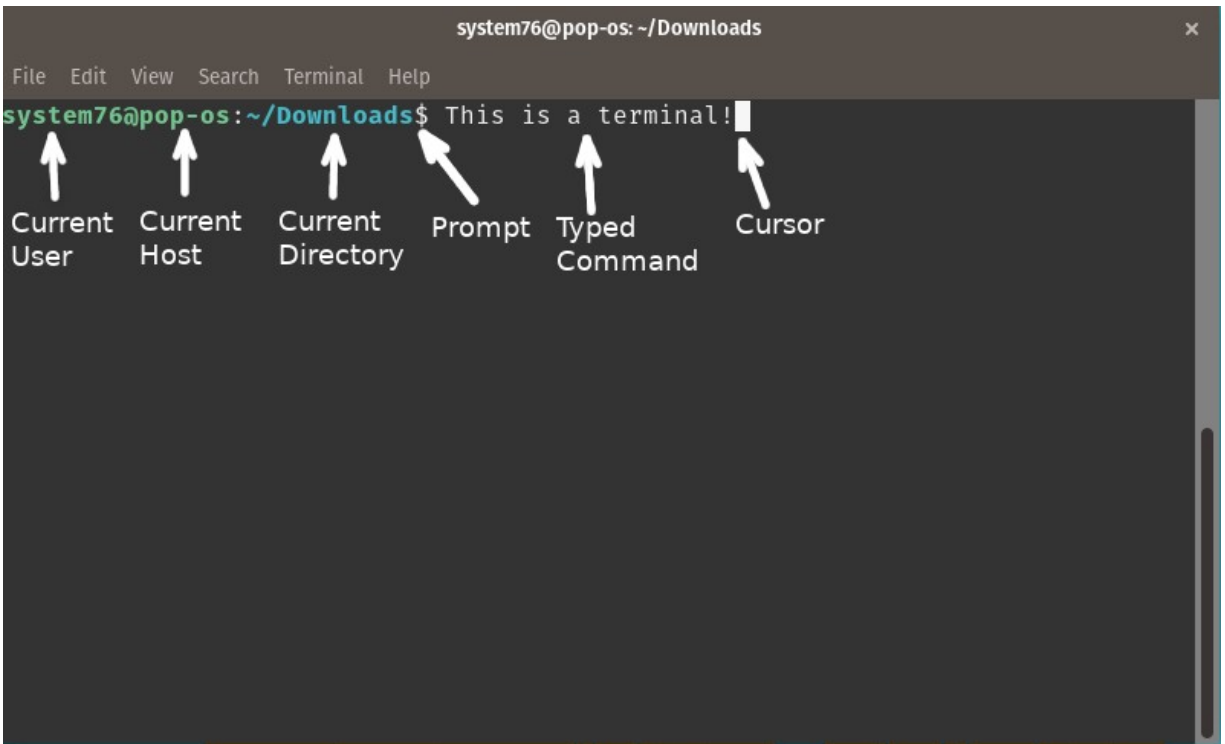 system76@pop-os: ~/Downloads ×
File Edit View Search Terminal Help
system76@pop-os:~/Downloads$ This is a terminal!
Current User
Current Host
Current Directory
Prompt
Typed Command
Cursor